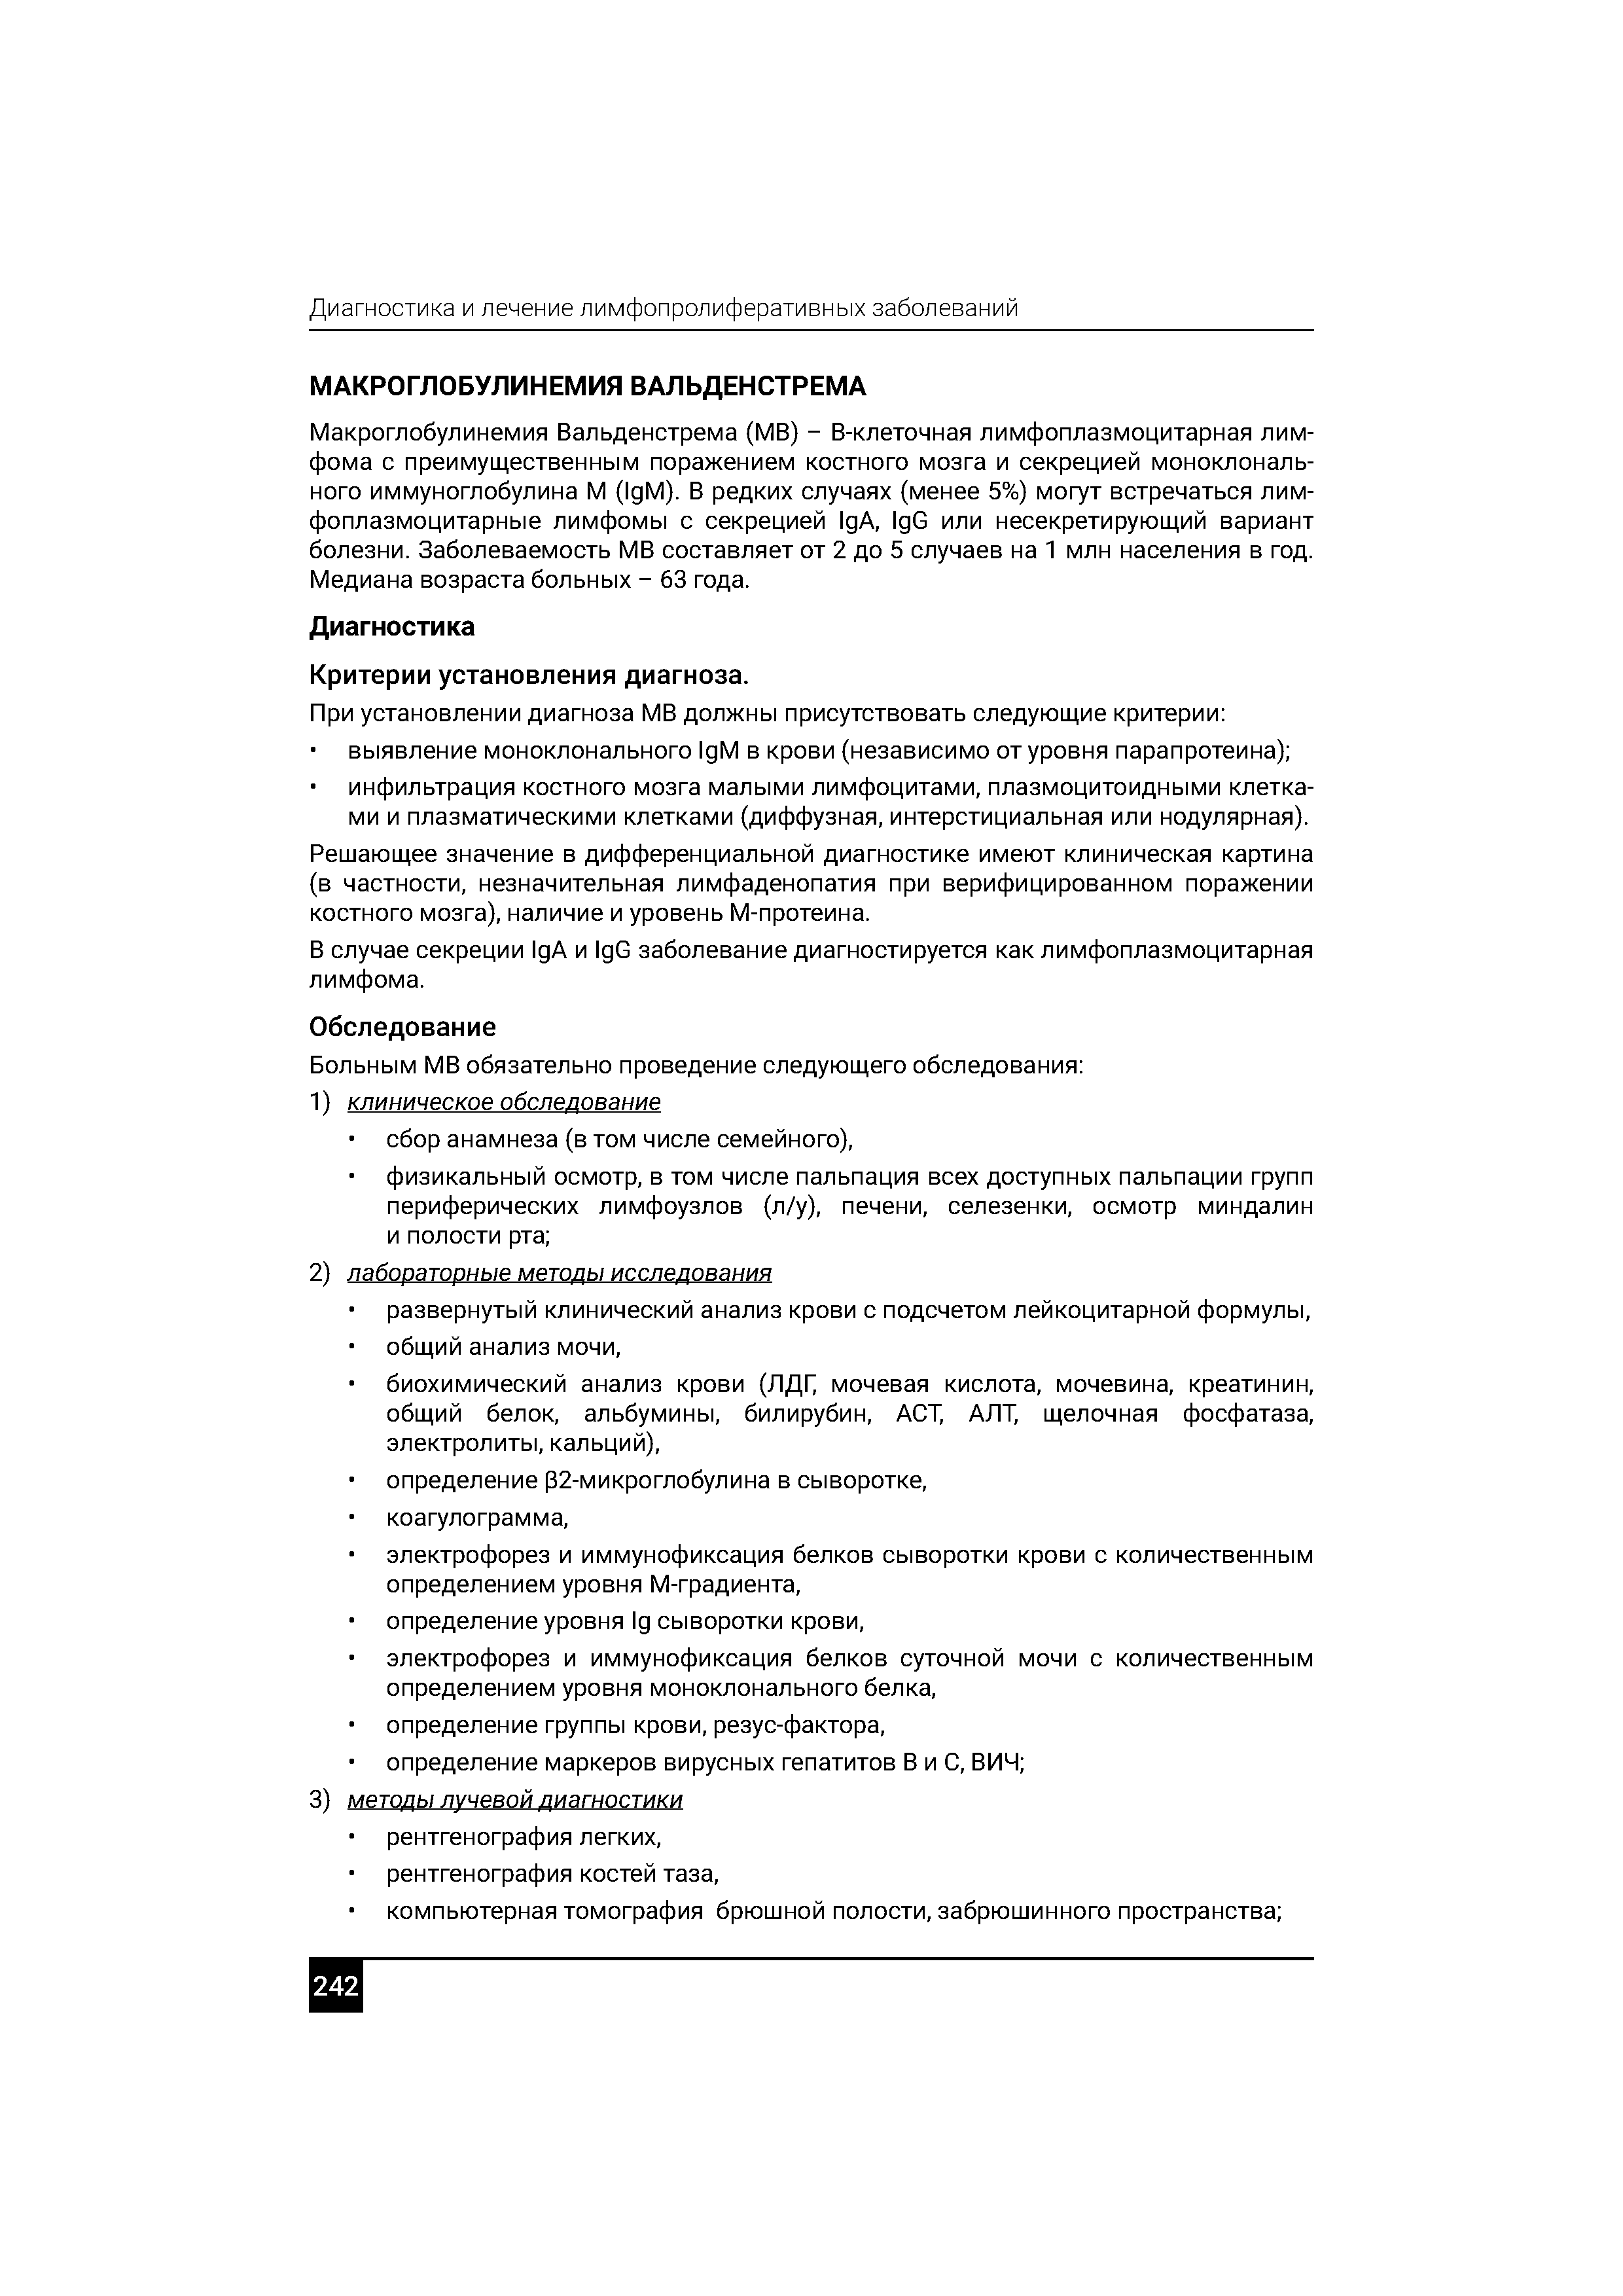 Диагностика и лечение лимфопролиферативных заболеваний
МАКРОГЛОБУЛИНЕМИЯ ВАЛЬДЕНСТРЕМА
Макроглобулинемия Вальденстрема (МВ) – В-клеточная лимфоплазмоцитарная лим-
фома с преимущественным поражением костного мозга и секрецией моноклональ-
ного иммуноглобулина М (IgM). В редких случаях (менее 5%) могут встречаться лим-
фоплазмоцитарные лимфомы с секрецией IgA, IgG или несекретирующий вариант
болезни. Заболеваемость МВ составляет от 2 до 5 случаев на 1 млн населения в год.
Медиана возраста больных – 63 года.
Диагностика
Критерии установления диагноза.
При установлении диагноза МВ должны присутствовать следующие критерии:
• выявление моноклонального IgM в крови (независимо от уровня парапротеина);
• инфильтрация костного мозга малыми лимфоцитами, плазмоцитоидными клетка-
ми и плазматическими клетками (диффузная, интерстициальная или нодулярная).
Решающее значение в дифференциальной диагностике имеют клиническая картина
(в частности, незначительная лимфаденопатия при верифицированном поражении
костного мозга), наличие и уровень М-протеина.
В случае секреции IgA и IgG заболевание диагностируется как лимфоплазмоцитарная
лимфома.
Обследование
Больным МВ обязательно проведение следующего обследования:
1) клиническое обследование
• сбор анамнеза (в том числе семейного),
• физикальный осмотр, в том числе пальпация всех доступных пальпации групп
периферических лимфоузлов (л/у), печени, селезенки, осмотр миндалин
и полости рта;
2) лабораторные методы исследования
• развернутый клинический анализ крови с подсчетом лейкоцитарной формулы,
• общий анализ мочи,
• биохимический анализ крови (ЛДГ, мочевая кислота, мочевина, креатинин,
общий белок, альбумины, билирубин, АСТ, АЛТ, щелочная фосфатаза,
электролиты, кальций),
• определение β2-микроглобулина в сыворотке,
• коагулограмма,
• электрофорез и иммунофиксация белков сыворотки крови с количественным
определением уровня М-градиента,
• определение уровня Ig сыворотки крови,
• электрофорез и иммунофиксация белков суточной мочи с количественным
определением уровня моноклонального белка,
• определение группы крови, резус-фактора,
• определение маркеров вирусных гепатитов В и С, ВИЧ;
3) методы лучевой диагностики
• рентгенография легких,
• рентгенография костей таза,
• компьютерная томография брюшной полости, забрюшинного пространства;
242